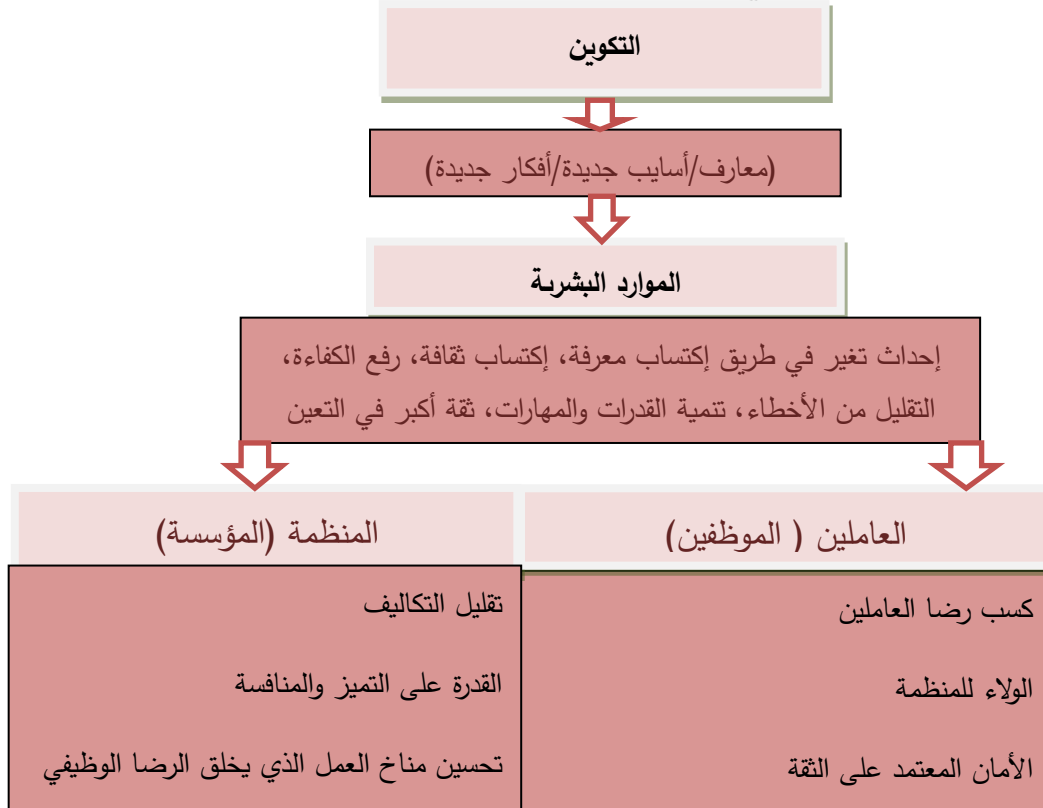 التكوين
(معارف/أسايب جديدة/أفكار جديدة)
الموارد البشرية
إحداث تغير في طريق إكتساب معرفة، إكتساب ثقافة، رفع الكفاءة،
التقليل من الأخطاء، تنمية القدرات والمهارات، ثقة أكبر في التعين
العاملين ( الموظفين)
كسب رضا العاملين
الولاء للمنظمة
الأمان المعتمد على الثقة
المنظمة (المؤسسة)
تقليل التكاليف
القدرة على التميز والمنافسة
تحسين مناخ العمل الذي يخلق الرضا الوظيفي